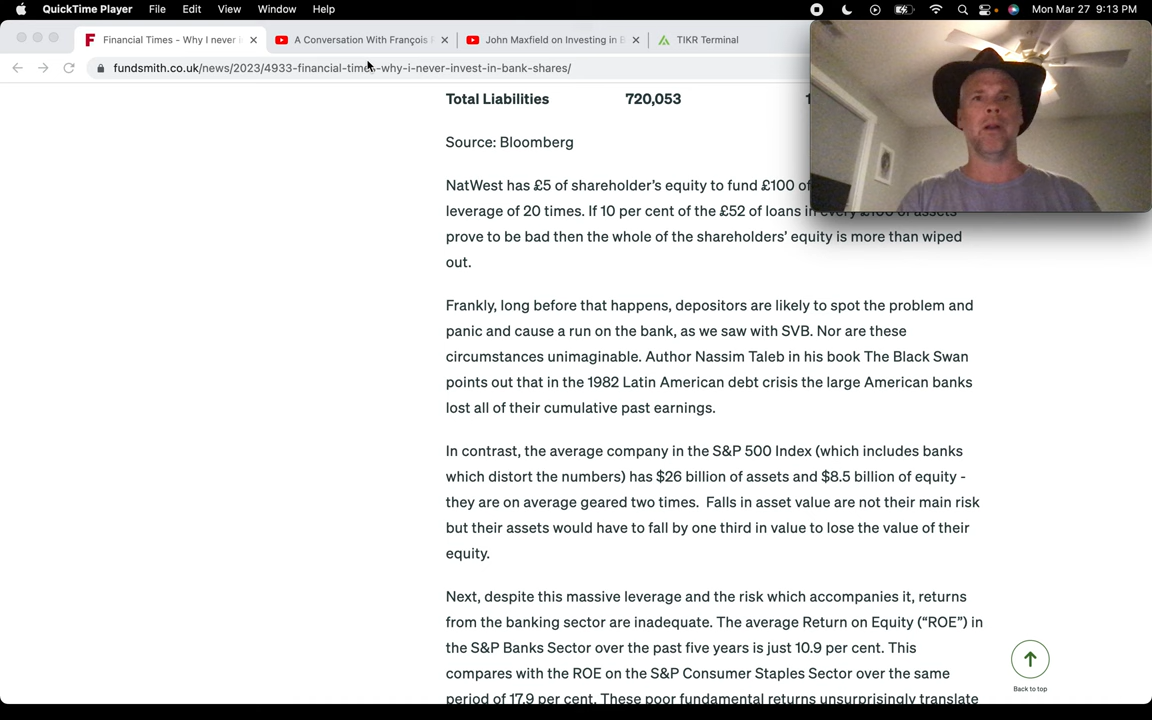 QuickTime Player File Edit View Window Help Mon Mar 27 9:13 PM
Financial Times - Why I never i A Conversation With François John Maxfield on Investing in B TIKR Terminal
fundsmith.co.uk/news/2023/4933-financial-times-why-i-never-invest-in-bank-shares/
Total Liabilities 720,053
Source: Bloomberg
NatWest has £5 of shareholder's equity to fund £100 of
leverage of 20 times. If 10 per cent of the £52 of loans in every £100 of assets
prove to be bad then the whole of the shareholders' equity is more than wiped
out.
Frankly, long before that happens, depositors are likely to spot the problem and
panic and cause a run on the bank, as we saw with SVB. Nor are these
circumstances unimaginable. Author Nassim Taleb in his book The Black Swan
points out that in the 1982 Latin American debt crisis the large American banks
lost all of their cumulative past earnings.
In contrast, the average company in the S&P 500 Index (which includes banks
which distort the numbers) has $26 billion of assets and $8.5 billion of equity -
they are on average geared two times. Falls in asset value are not their main risk
but their assets would have to fall by one third in value to lose the value of their
equity.
Next, despite this massive leverage and the risk which accompanies it, returns
from the banking sector are inadequate. The average Return on Equity ("ROE") in
the S&P Banks Sector over the past five years is just 10.9 per cent. This
compares with the ROE on the S&P Consumer Staples Sector over the same
period of 17.9 per cent. These poor fundamental returns unsurprisingly translate
Back to top